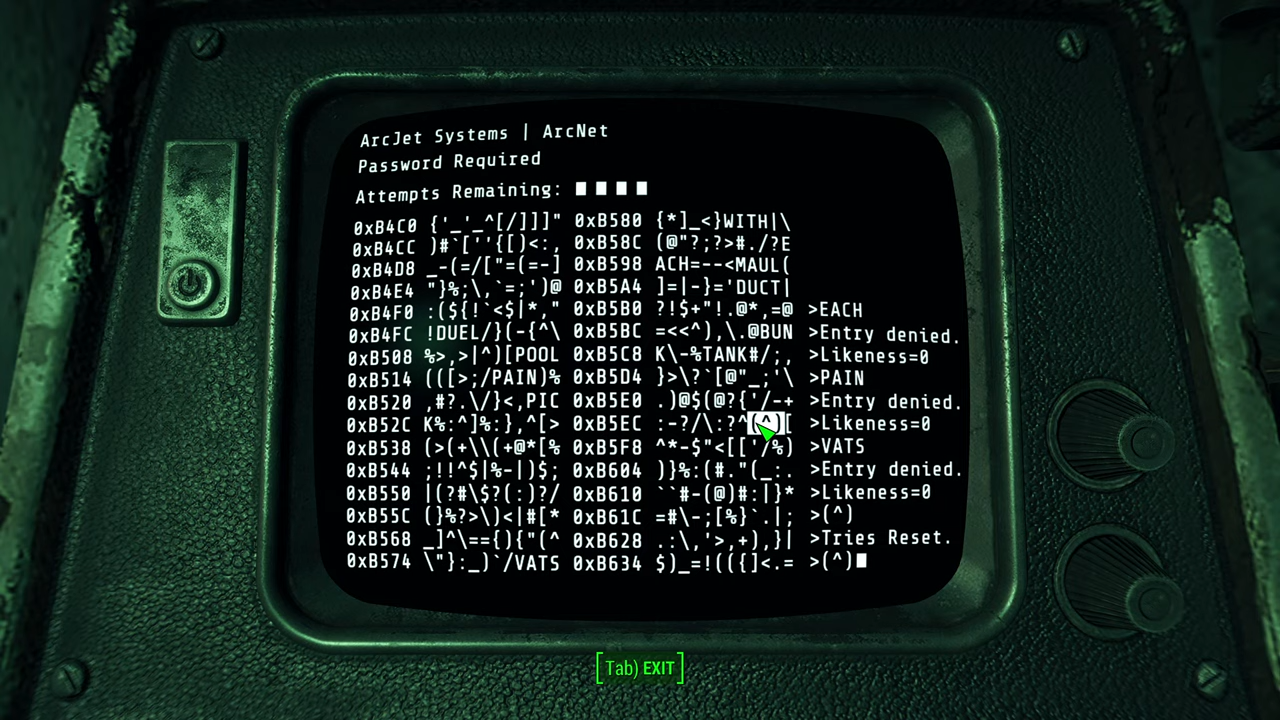 ArcJet Systems | ArcNet
Password Required
Attempts Remaining: ■ ■ ■ ■
0xB4C0 {'_'_^[/]]]" 0xB580 {*]_<}WITH|\
0xB4CC )#`[''{[)<:, 0xB58C (@"?;?>#./?E
0xB4D8 _-(=/["=(=-] 0xB598 ACH=--<MAUL(
0xB4E4 "}%;\,`=;')@ 0xB5A4 ]=|-}='DUCT|
0xB4F0 :(${!`<$|*," 0xB5B0 ?!$+"!.@*,=@ >EACH
0xB4FC !DUEL/}(-{^\ 0xB5BC =<<^),\.@BUN >Entry denied.
0xB508 %>,>|^)[POOL 0xB5C8 K\-%TANK#/;, >Likeness=0
0xB514 (([>;/PAIN)% 0xB5D4 }>\?`[@"_;'\ >PAIN
0xB520 ,#?.\/}<,PIC 0xB5E0 .)@$(@?{'/-+ >Entry denied.
0xB52C K%:^]%:},^[> 0xB5EC :-?/\:?^(^)[ >Likeness=0
0xB538 (>(+\\(+@*[% 0xB5F8 ^*-$"<[['/%) >VATS
0xB544 ;!!^$|%-|)$; 0xB604 )}%:(#."(_:. >Entry denied.
0xB550 |(?#\$?(:)?/ 0xB610 ``#-(@)#:|}* >Likeness=0
0xB55C (}%?>\)<|#[* 0xB61C =#\-;[%}`.|; >(^)
0xB568 _]^\=={){"(^ 0xB628 .:\,'>,+),}| >Tries Reset.
0xB574 \"}:_)`/VATS 0xB634 $)_=!(({]<.= >(^)■
[Tab) EXIT]